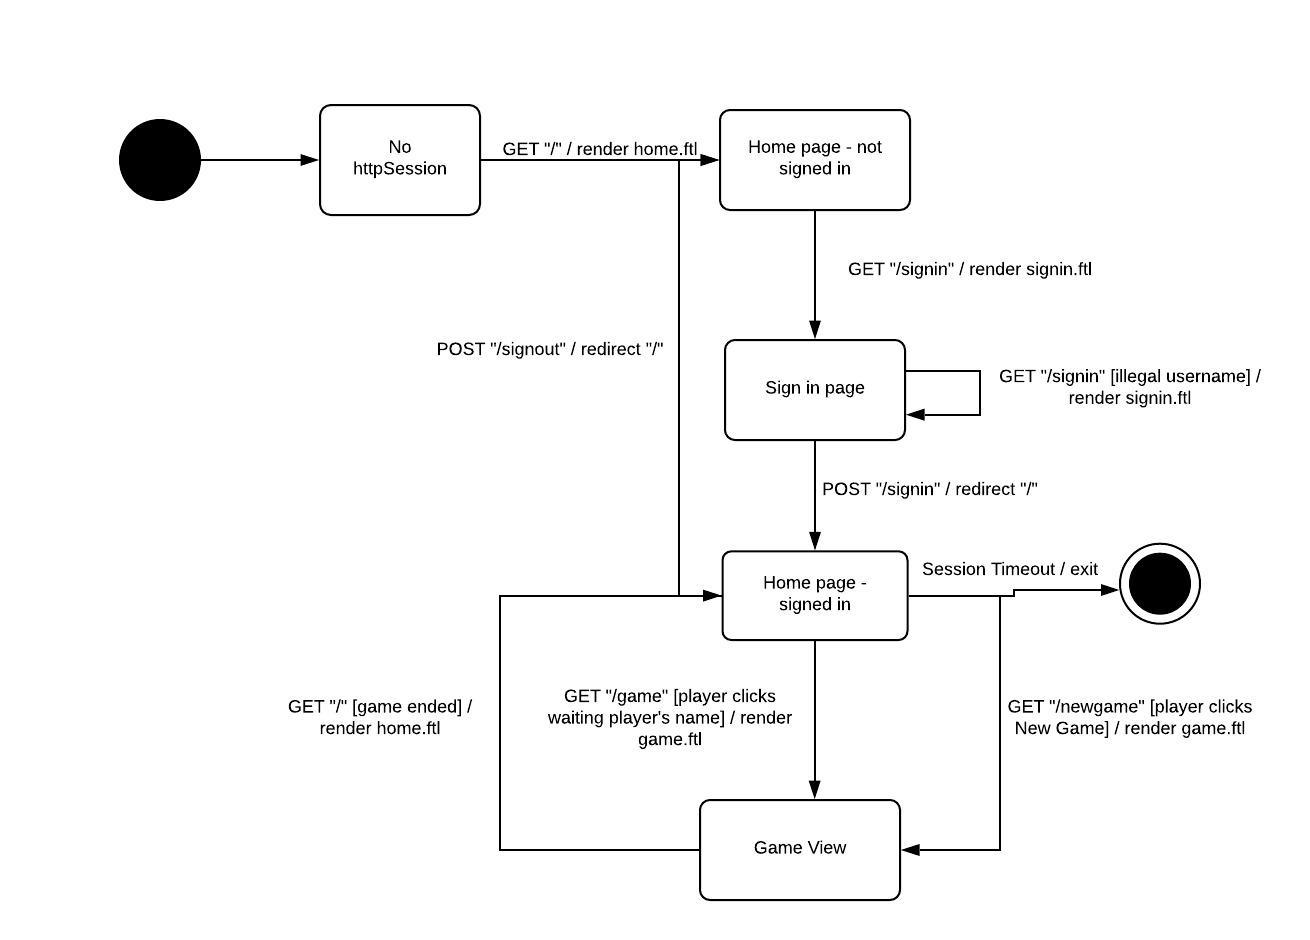 No
httpSession
GET "/" / render home.ftl
Home page - not
signed in
GET "/signin" / render signin.ftl
POST "/signout" / redirect "/"
Sign in page
GET "/signin" [illegal username] /
render signin.ftl
POST "/signin" / redirect "/"
Home page -
signed in
Session Timeout / exit
GET "/" [game ended] /
render home.ftl
GET "/game" [player clicks
waiting player's name] / render
game.ftl
GET "/newgame" [player clicks
New Game] / render game.ftl
Game View